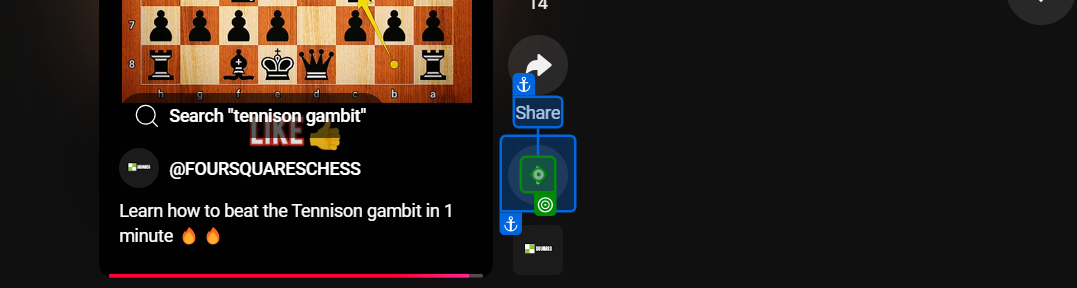 14
7
8
h g f e d c b a
Search "tennison gambit"
LIKE
Share
@FOURSQUARESCHESS
Learn how to beat the Tennison gambit in 1
minute